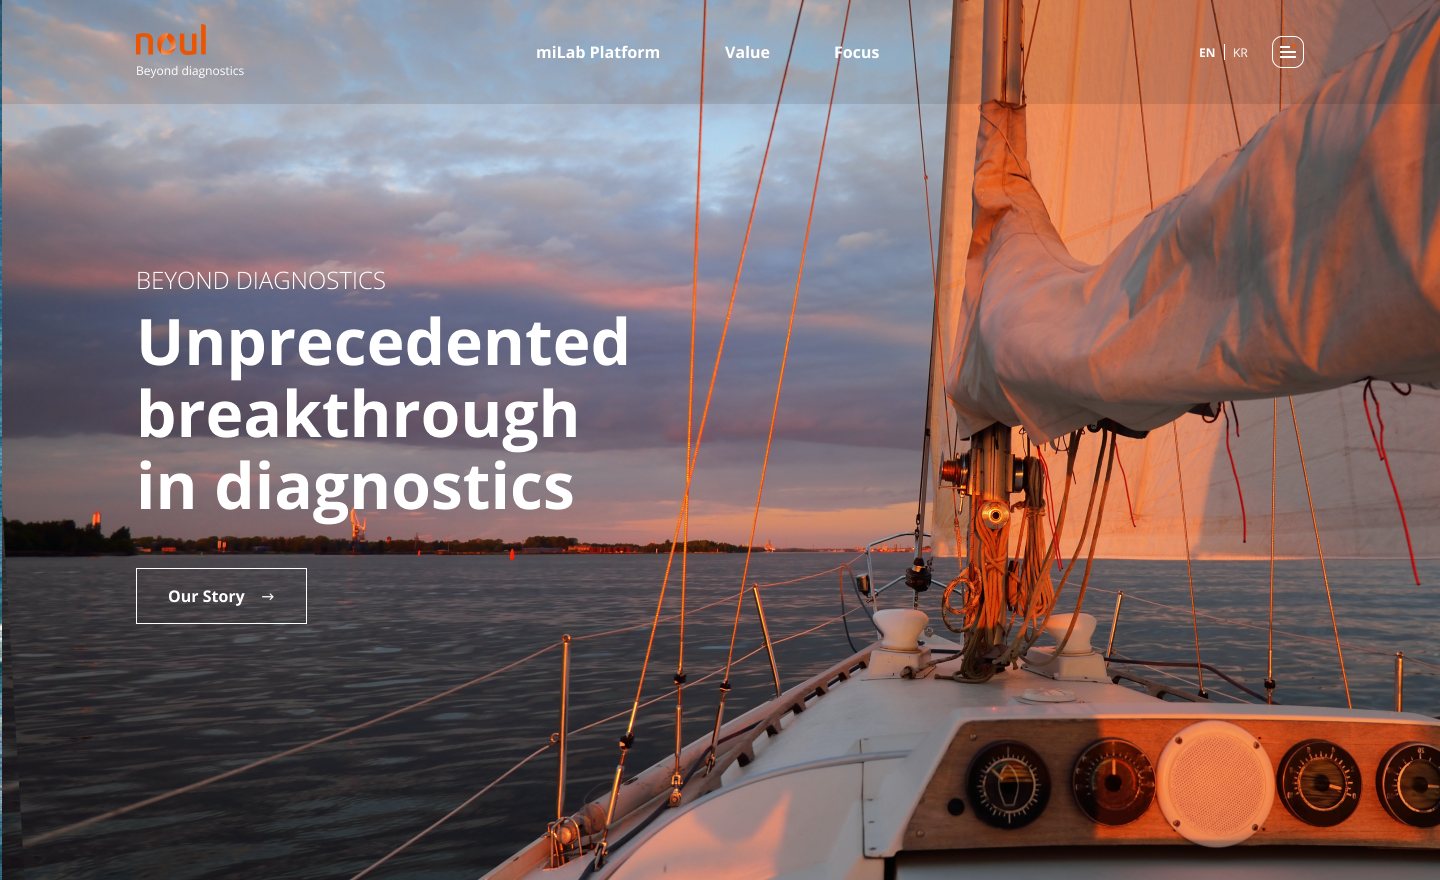 noul
Beyond diagnostics
miLab Platform
Value
Focus
EN
KR
BEYOND DIAGNOSTICS
Unprecedented
breakthrough
in diagnostics
Our Story →